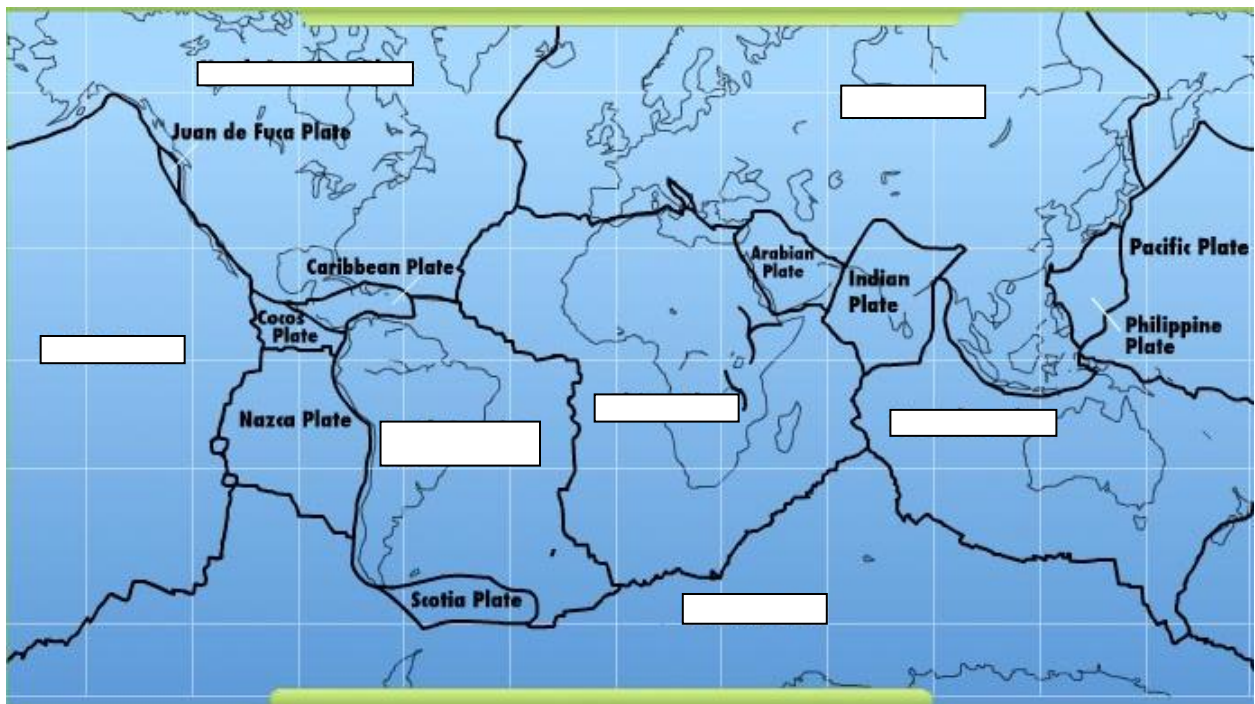 Juan de Fuca Plate
Caribbean Plate
Cocos
Plate
Arabian
Plate
Indian
Plate
Pacific Plate
Philippine
Plate
Nazca Plate
Scotia Plate